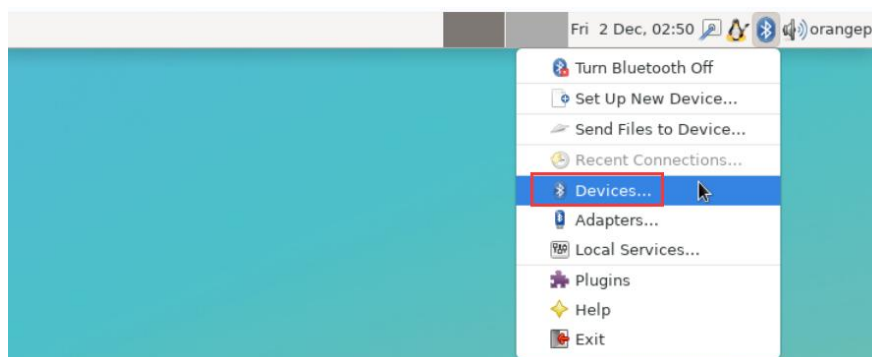 Fri 2 Dec, 02:50 orangep
Turn Bluetooth Off
Set Up New Device...
Send Files to Device...
Recent Connections...
Devices...
Adapters...
Local Services...
Plugins
Help
Exit